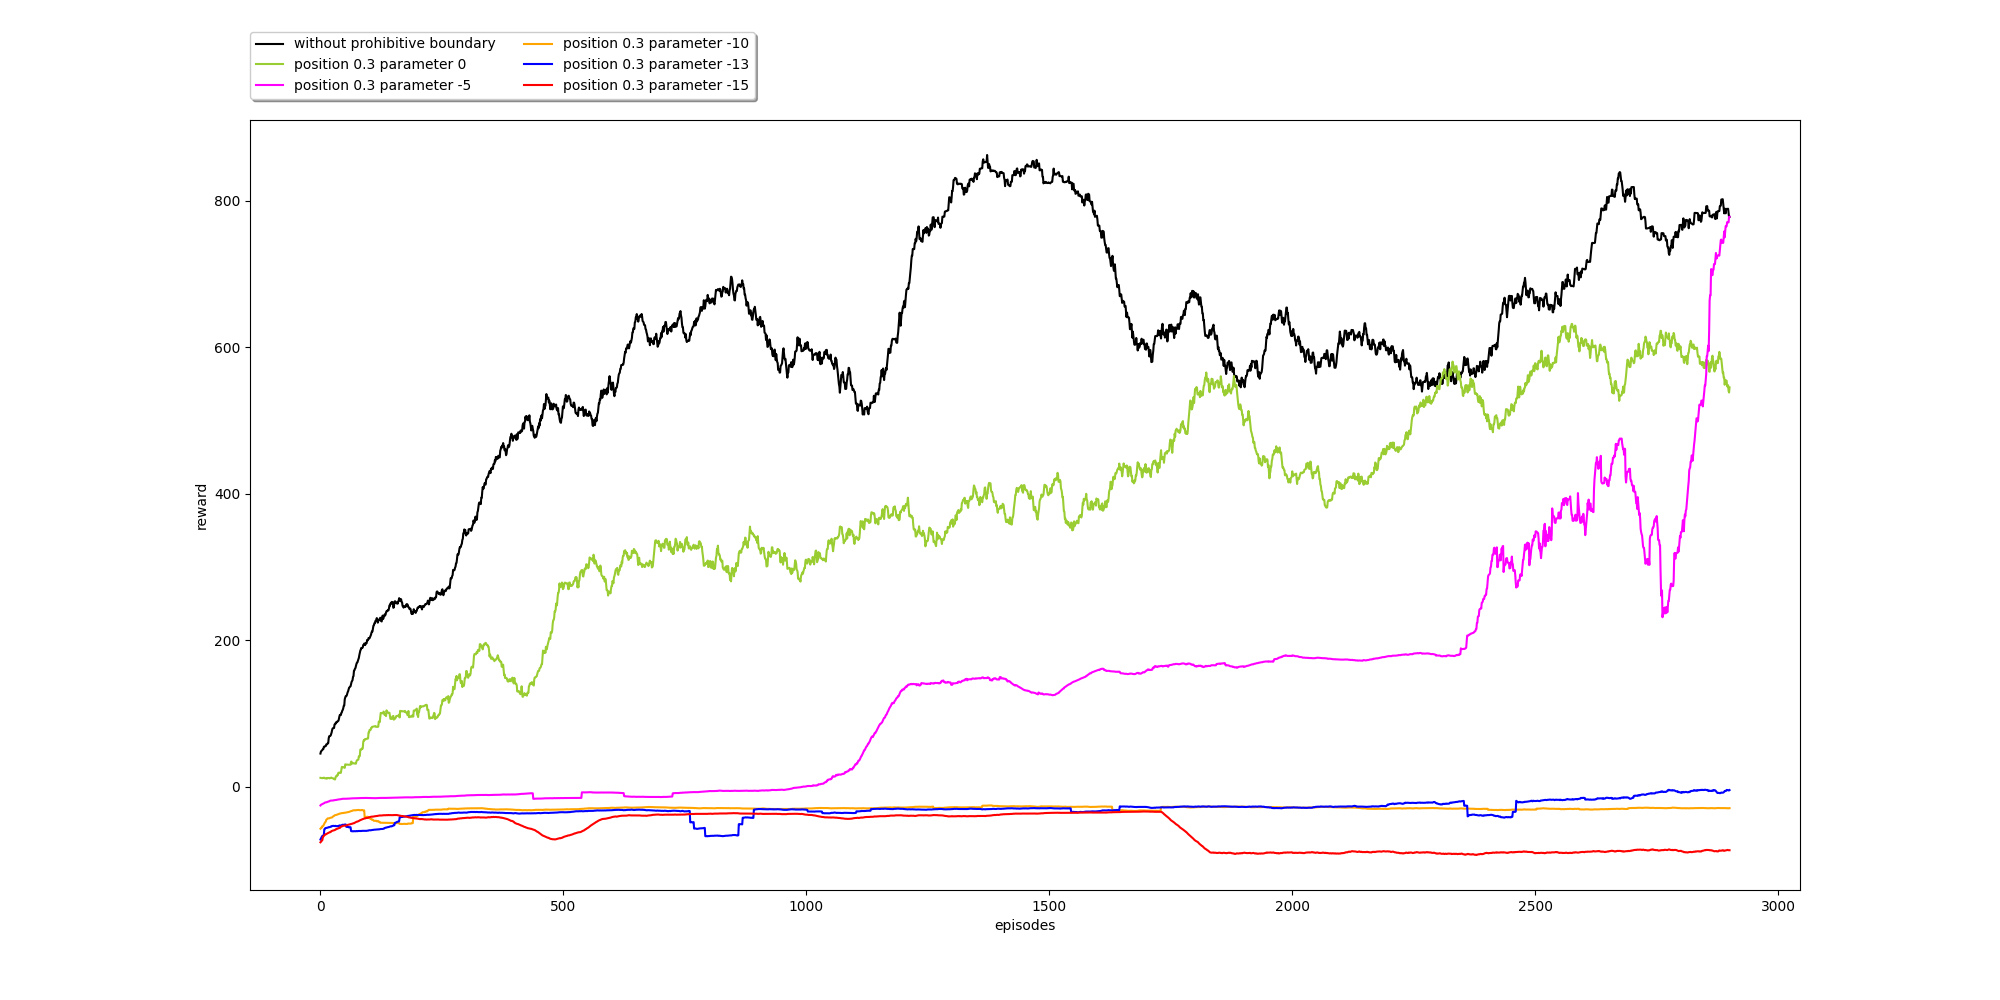 without prohibitive boundary
position 0.3 parameter 0
position 0.3 parameter -5
position 0.3 parameter -10
position 0.3 parameter -13
position 0.3 parameter -15
800
600
400
200
0
reward
0 500 1000 1500 2000 2500 3000
episodes